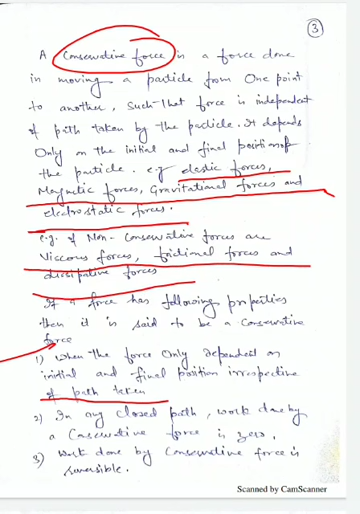 3
A Conservative force is a force done
in moving a particle from One point
to another, Such-that force is independent
of path taken by the particle. It depends
Only on the initial and final position of
the particle. e.g elastic forces,
Magnetic forces, Gravitational forces and
electrostatic forces.
e.g. of Non-Conservative forces are
Viscous forces, frictional forces and
dissipative forces
If a force has following properties
then it is said to be a Conservative
force
1) When the force Only dependent on
initial and final position irrespective
of path taken
2) In any closed path, work done by
a Conservative force is zero.
3) Work done by Conservative force is
reversible.
Scanned by CamScanner